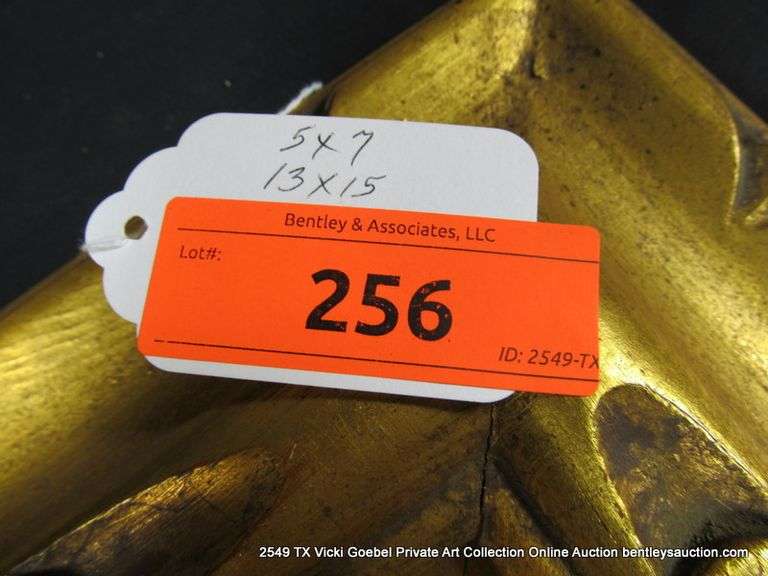 5x7
13x15
Bentley & Associates, LLC
Lot#:
256
ID: 2549-TX
2549 TX Vicki Goebel Private Art Collection Online Auction bentleysauction.com